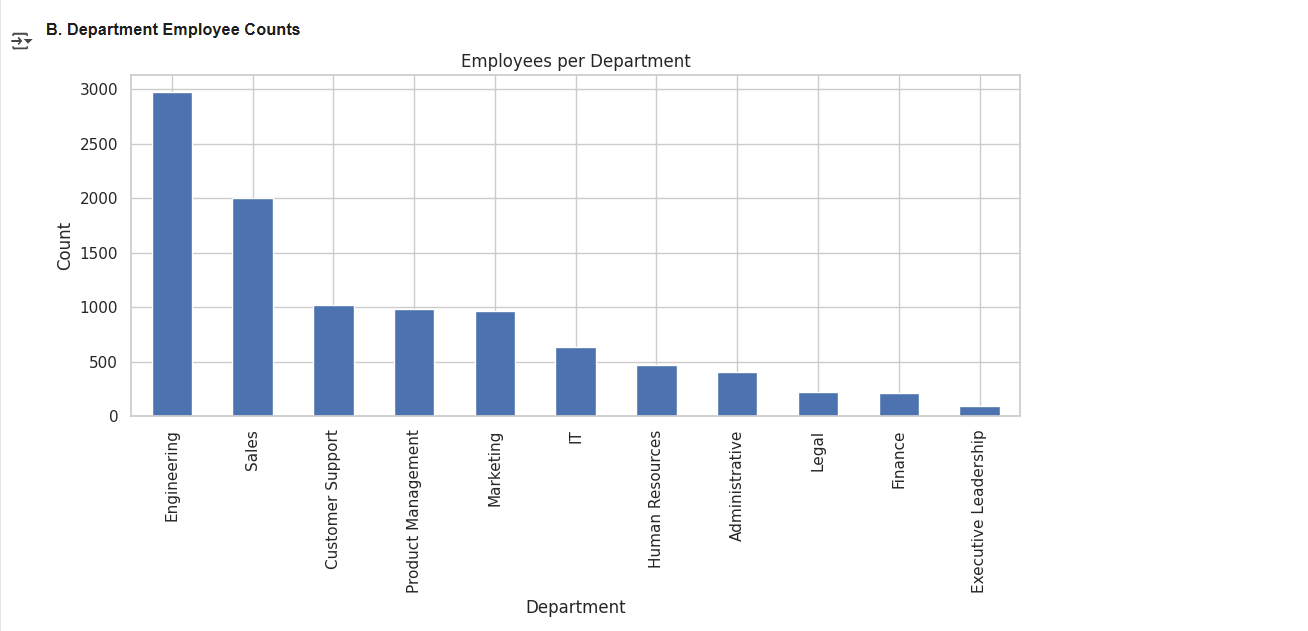 B. Department Employee Counts
Employees per Department
3000
2500
2000
1500
1000
500
0
Count
Engineering
Sales
Customer Support
Product Management
Marketing
IT
Human Resources
Administrative
Legal
Finance
Executive Leadership
Department